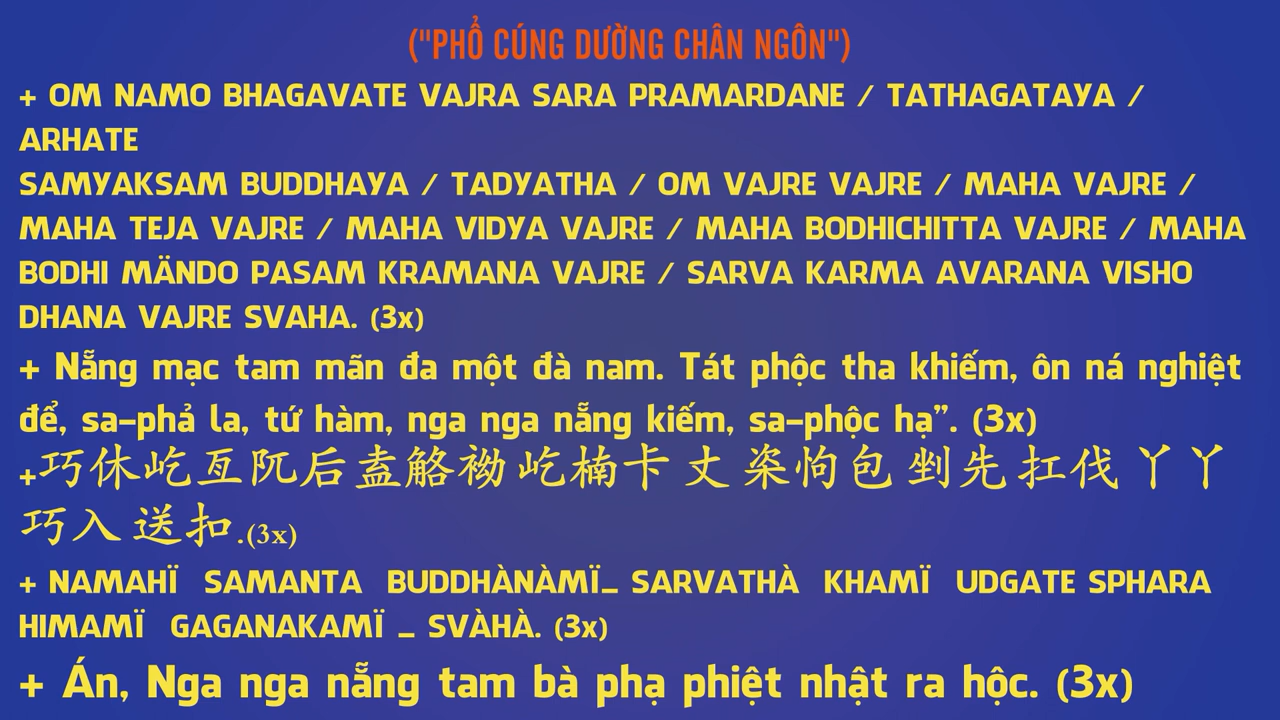 ("PHỔ CÚNG DƯỜNG CHÂN NGÔN")
+ OM NAMO BHAGAVATE VAJRA SARA PRAMARDANE / TATHAGATAYA /
ARHATE
SAMYAKSAM BUDDHAYA / TADYATHA / OM VAJRE VAJRE / MAHA VAJRE /
MAHA TEJA VAJRE / MAHA VIDYA VAJRE / MAHA BODHICHITTA VAJRE / MAHA
BODHI MÄNDO PASAM KRAMANA VAJRE / SARVA KARMA AVARANA VISHO
DHANA VAJRE SVAHA. (3x)
+ Nẵng mạc tam mãn đa một đà nam. Tát phộc tha khiếm, ôn ná nghiệt
để, sa-phả la, tứ hàm, nga nga nẵng kiếm, sa-phộc hạ”. (3x)
+巧休屹亙阢后盍觡袎 屹楠卡 丈 楶怐包 剉先 扛伐 丫丫
巧入 送扣.(3x)
+ NAMAHÏ SAMANTA BUDDHÀNÀMÏ_ SARVATHÀ KHAMÏ UDGATE SPHARA
HIMAMÏ GAGANAKAMÏ _ SVÀHÀ. (3x)
+ Án, Nga nga nẵng tam bà phạ phiệt nhật ra hộc. (3x)